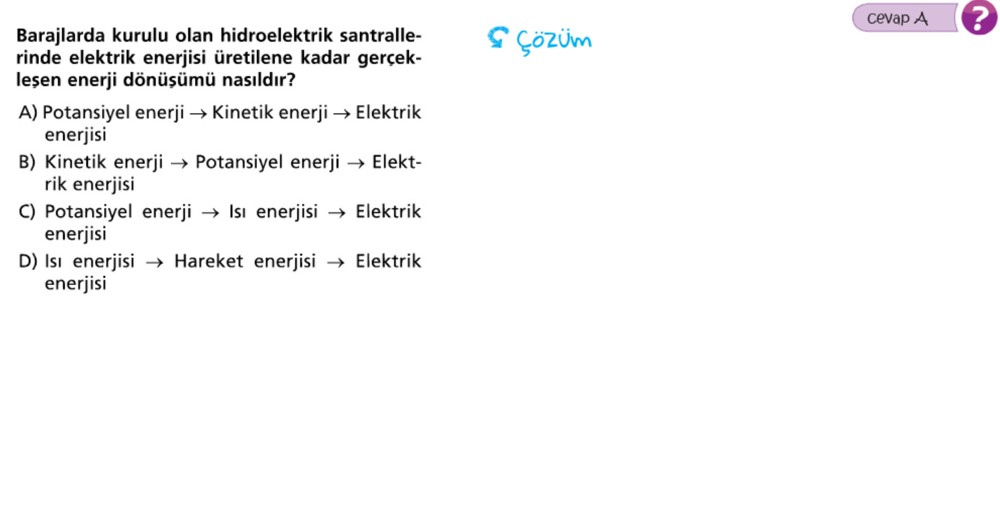 Barajlarda kurulu olan hidroelektrik santralle-
rinde elektrik enerjisi üretilene kadar gerçek-
leşen enerji dönüşümü nasıldır?
A) Potansiyel enerji → Kinetik enerji → Elektrik
enerjisi
B) Kinetik enerji → Potansiyel enerji → Elekt-
rik enerjisi
C) Potansiyel enerji → Isı enerjisi → Elektrik
enerjisi
D) Isı enerjisi → Hareket enerjisi → Elektrik
enerjisi
Çözüm
Cevap A
?